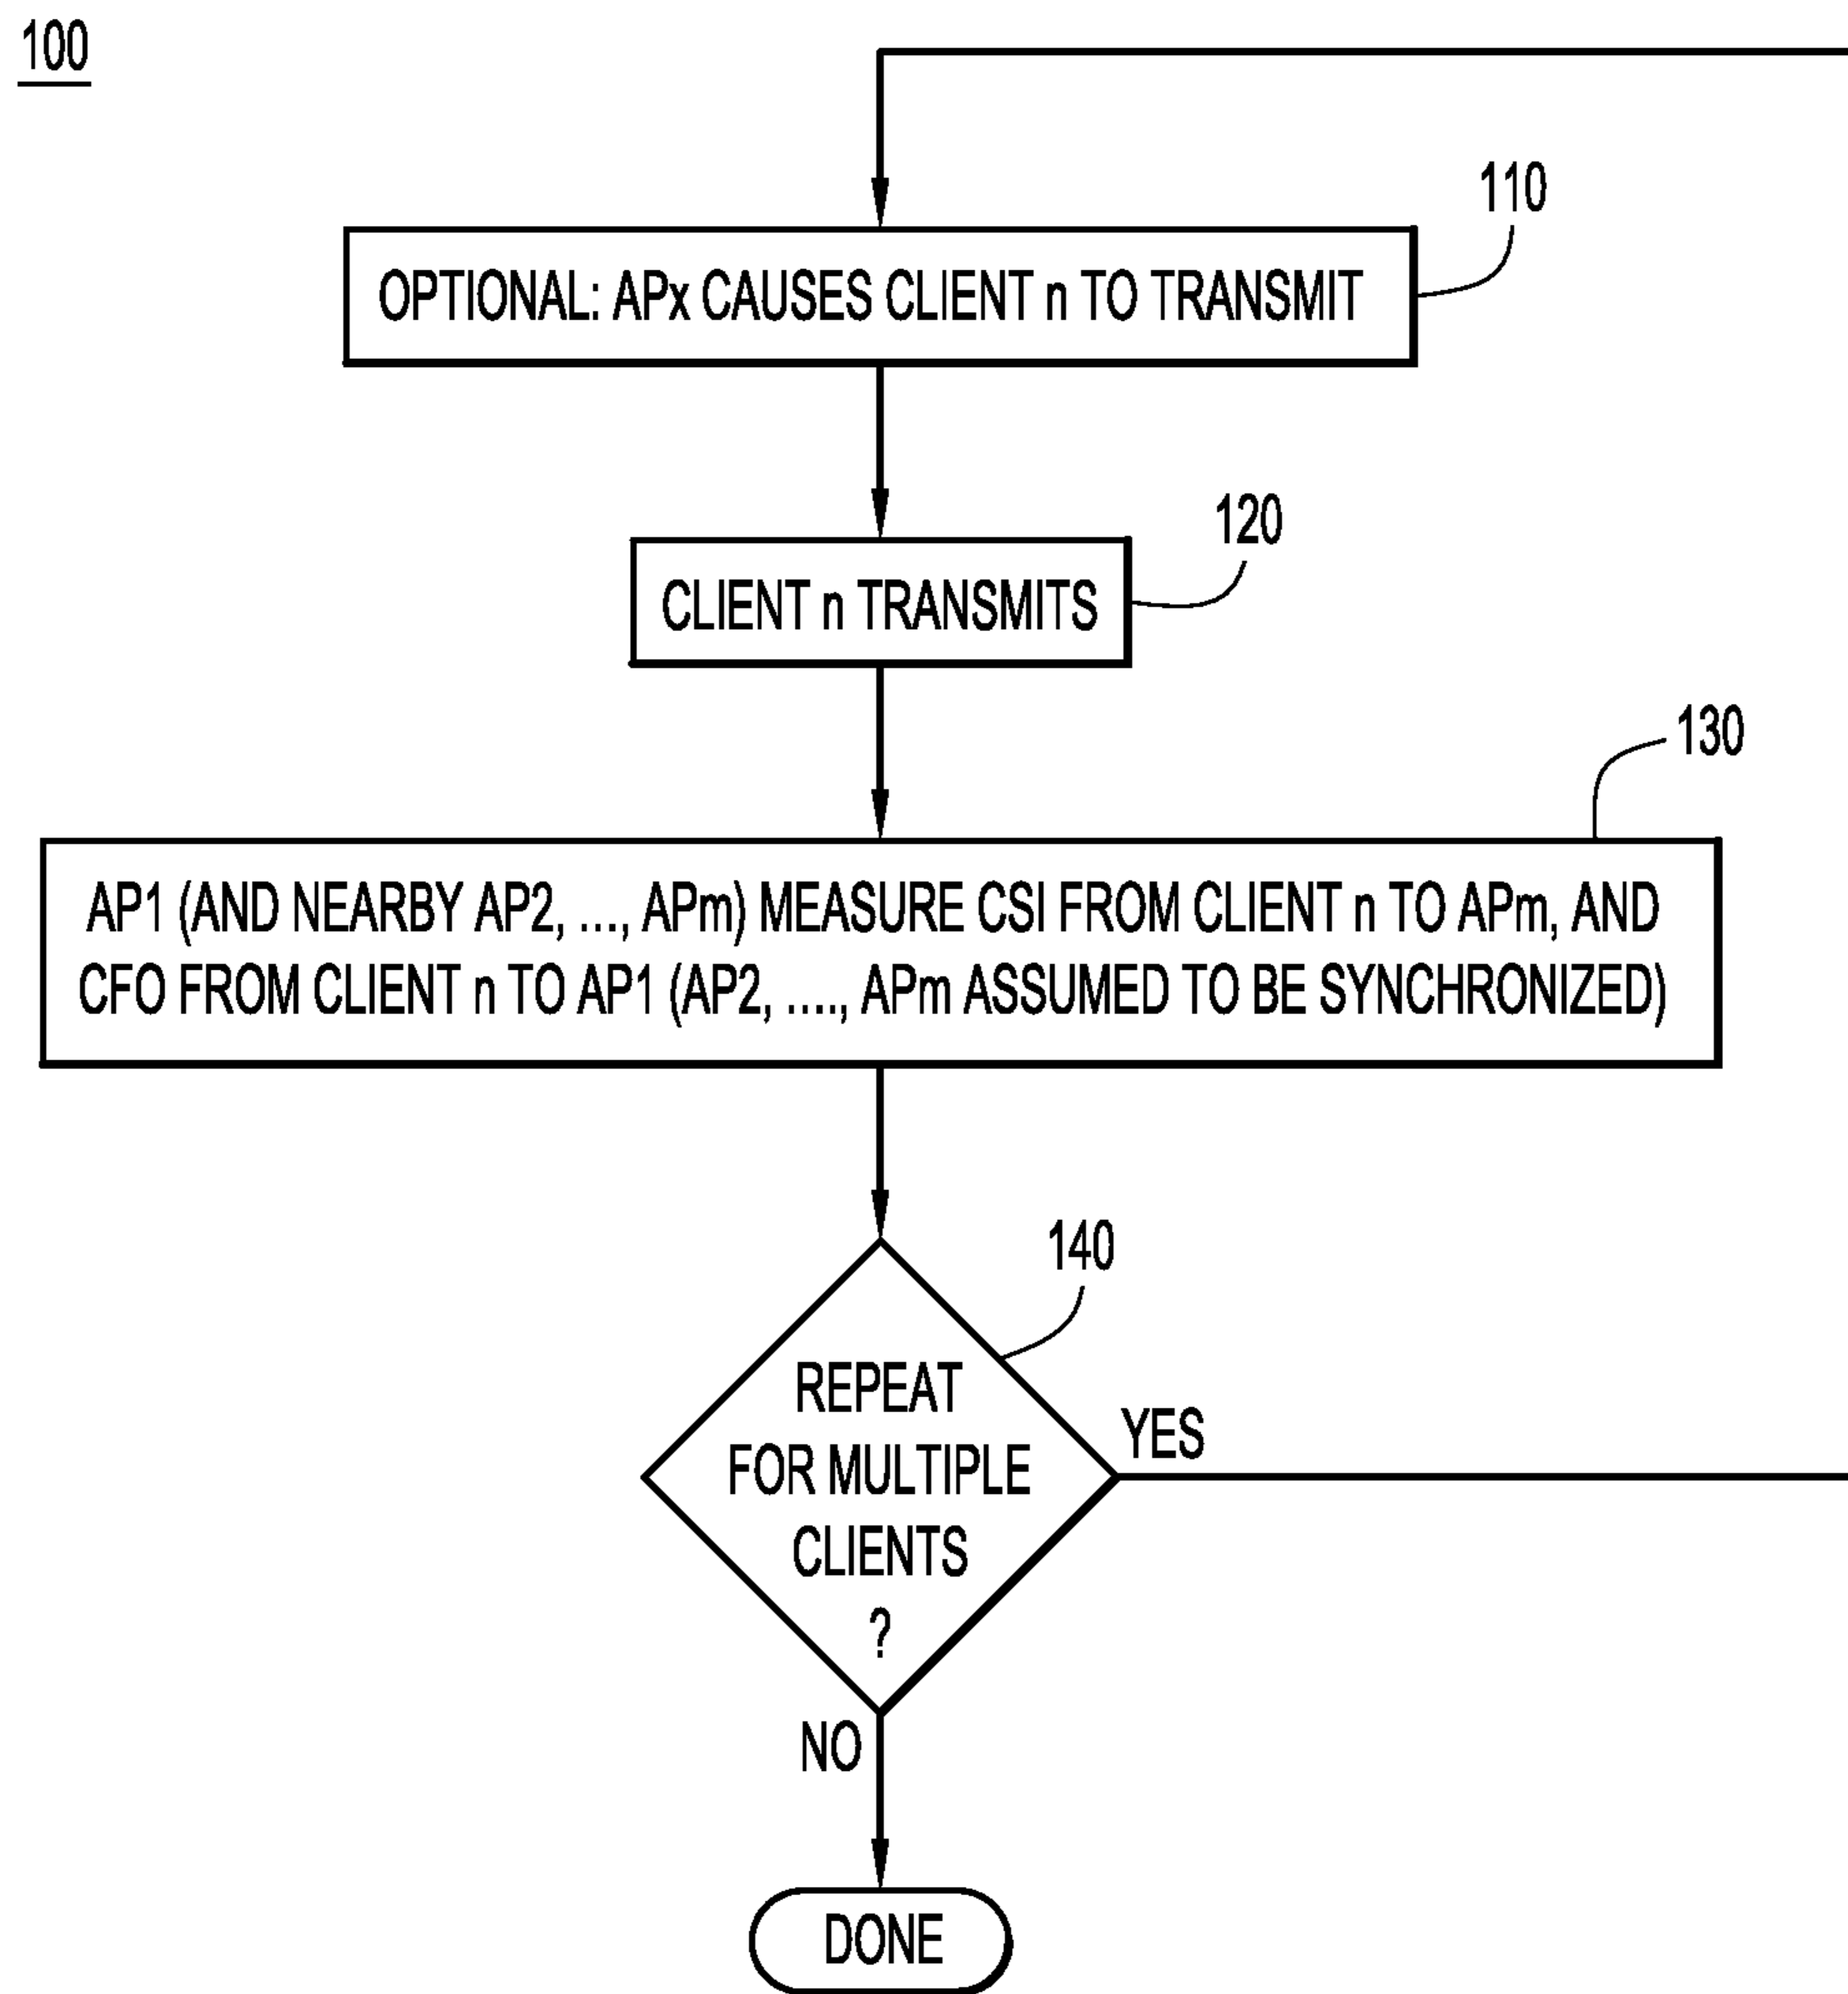 100
110
OPTIONAL: APx CAUSES CLIENT n TO TRANSMIT
120
CLIENT n TRANSMITS
130
AP1 (AND NEARBY AP2, ..., APm) MEASURE CSI FROM CLIENT n TO APm, AND
CFO FROM CLIENT n TO AP1 (AP2, ...., APm ASSUMED TO BE SYNCHRONIZED)
140
REPEAT
FOR MULTIPLE
CLIENTS
?
YES
NO
DONE